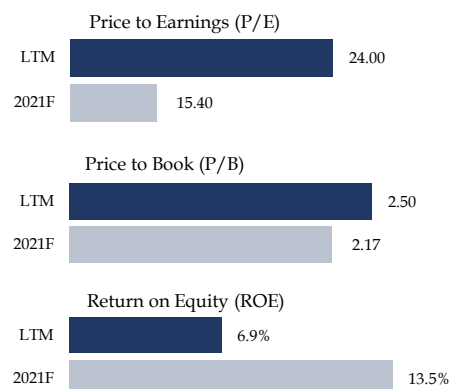 Price to Earnings (P/E)
LTM 24.00
2021F 15.40
Price to Book (P/B)
LTM 2.50
2021F 2.17
Return on Equity (ROE)
LTM 6.9%
2021F 13.5%